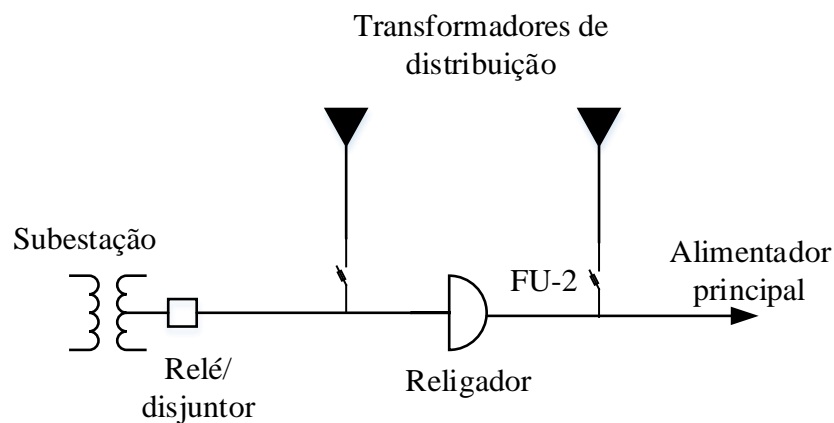 Transformadores de
distribuição
Subestação
FU-2
Alimentador
principal
Relé/
disjuntor
Religador